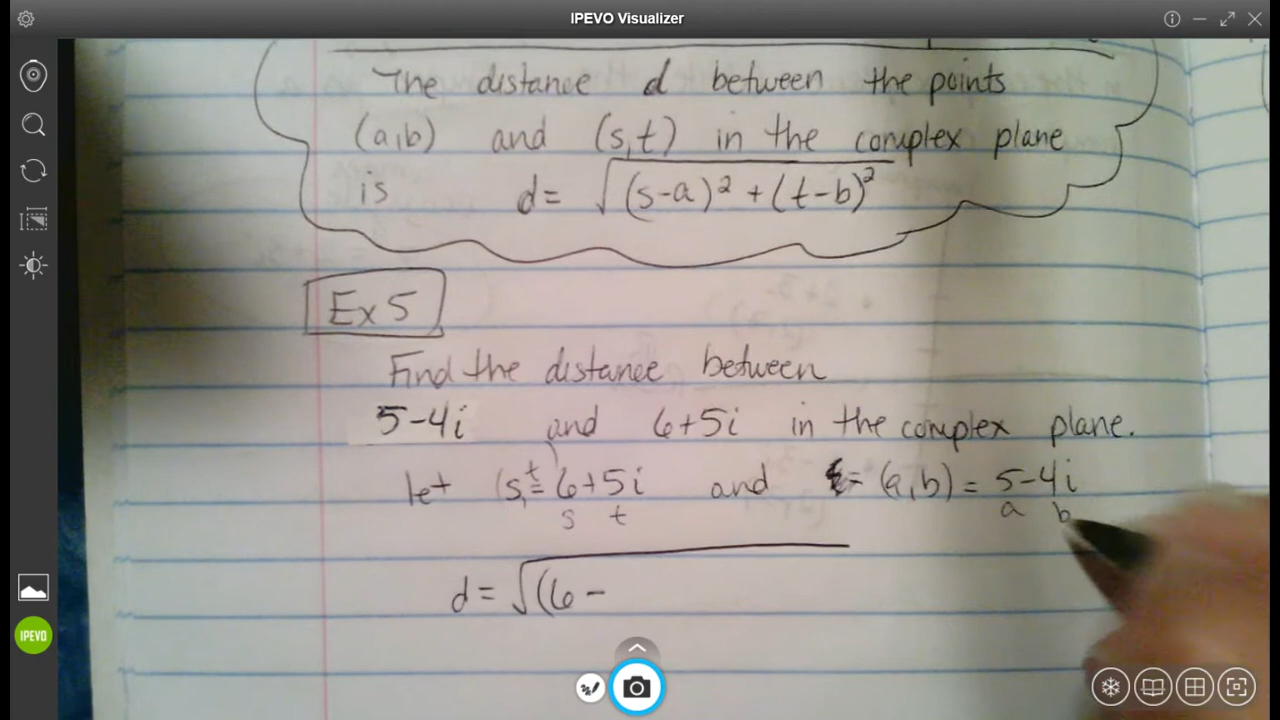 IPEVO Visualizer
The distance d between the points
(a,b) and (s,t) in the complex plane
is d = √(s-a)² + (t-b)²
Ex 5
Find the distance between
5-4i and 6+5i in the complex plane.
let (s,t = 6+5i and = (a,b) = 5-4i
s t a b
d = √(6 -
IPEVO